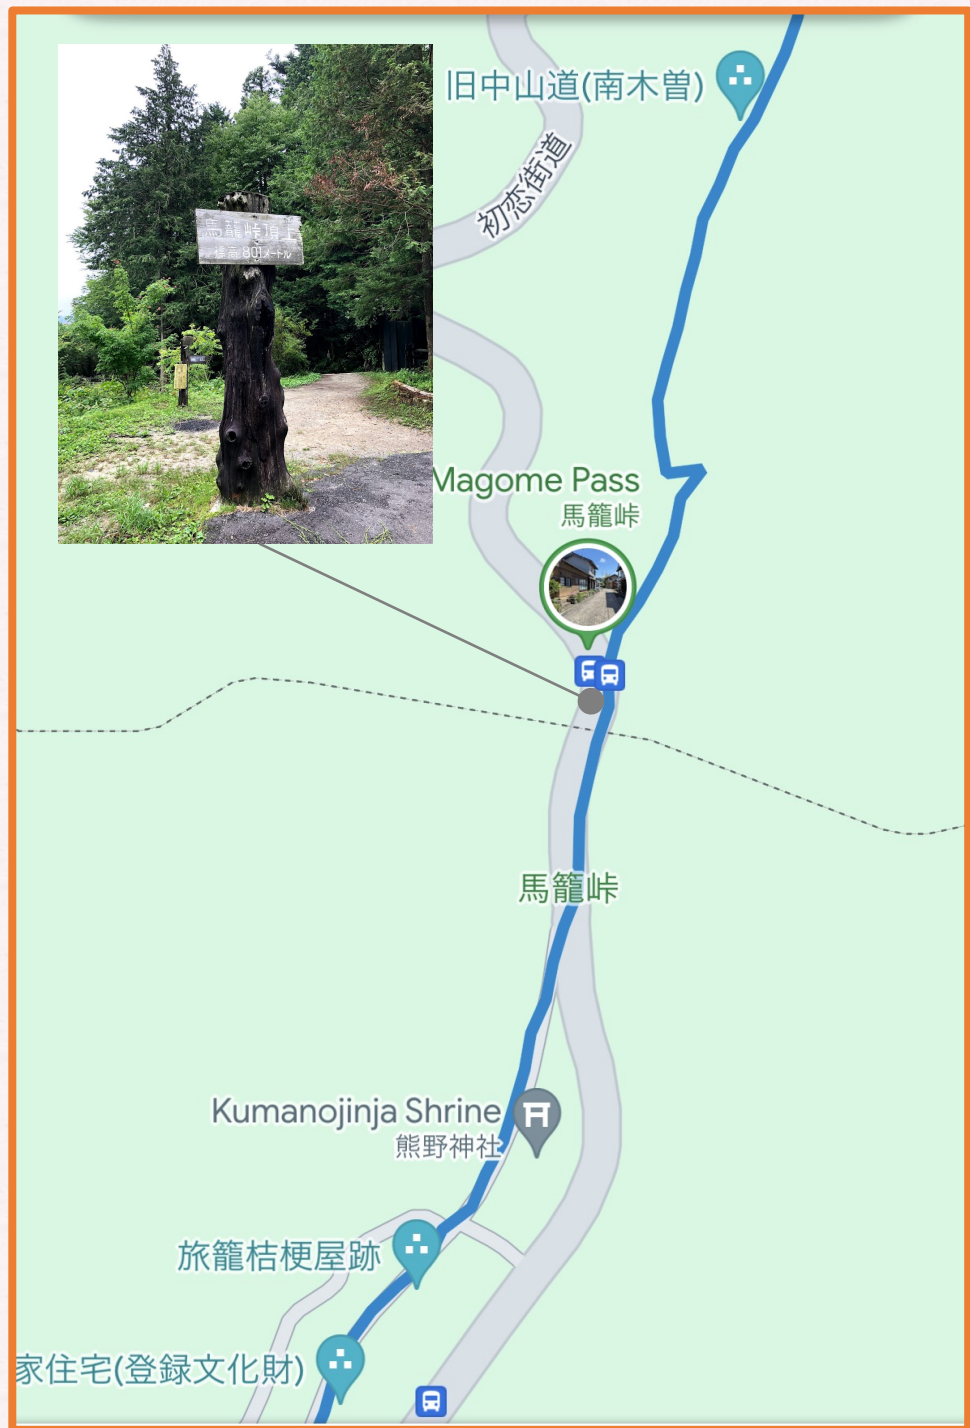 旧中山道(南木曽)
初恋街道
馬籠峠頂上
標高801メートル
Magome Pass
馬籠峠
馬籠峠
Kumanojinja Shrine
熊野神社
旅籠桔梗屋跡
家住宅(登録文化財)